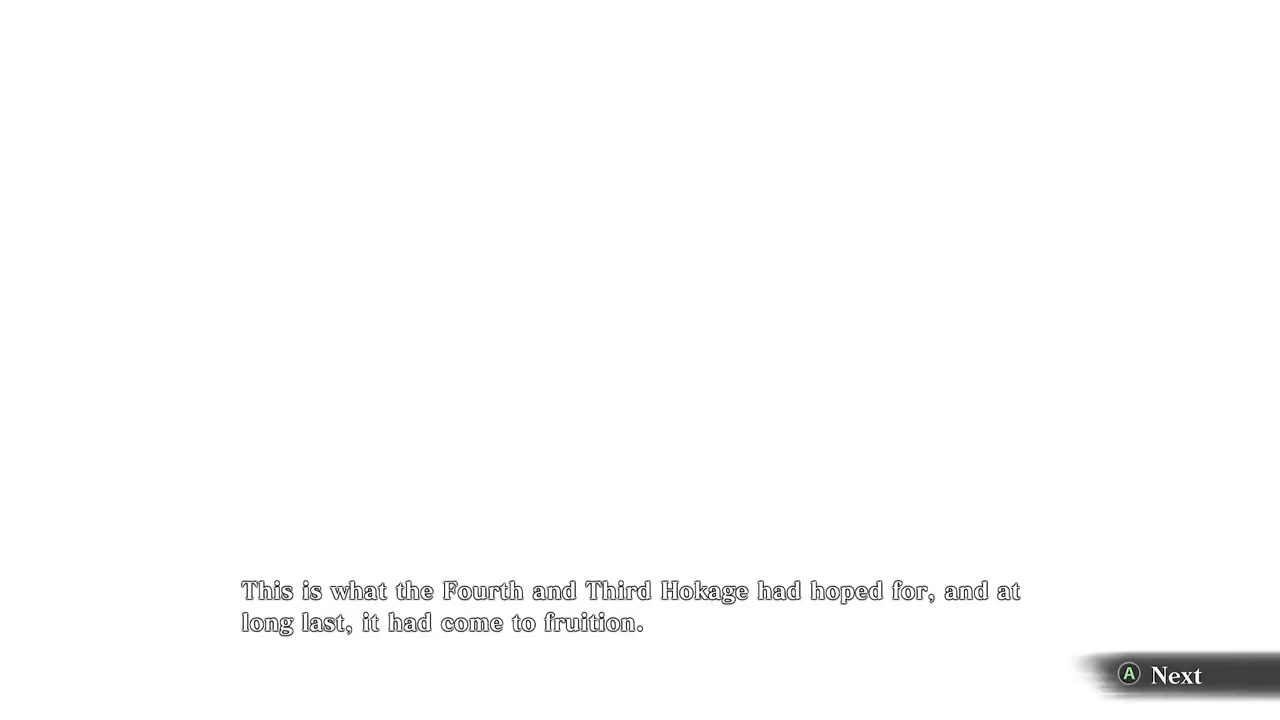 This is what the Fourth and Third Hokage had hoped for, and at
long last, it had come to fruition.
A Next